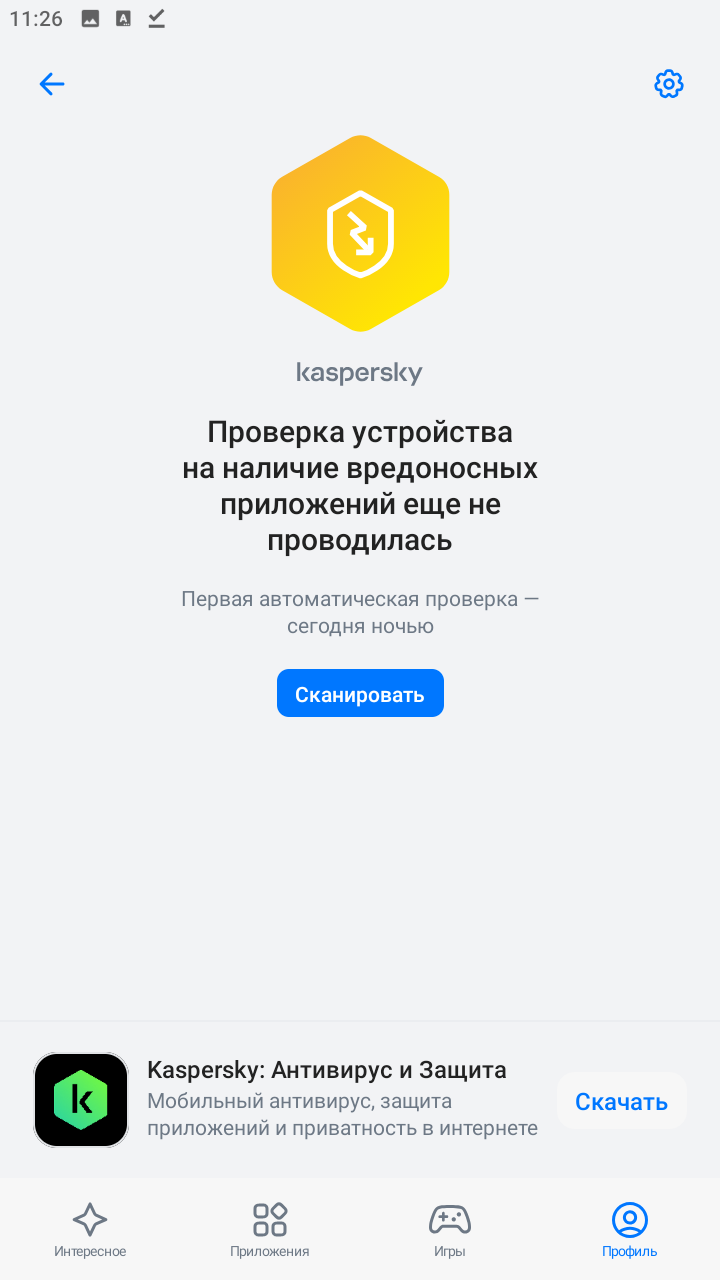 11:26
kaspersky
Проверка устройства
на наличие вредоносных
приложений еще не
проводилась
Первая автоматическая проверка —
сегодня ночью
Сканировать
Kaspersky: Антивирус и Защита
Мобильный антивирус, защита
приложений и приватность в интернете
Скачать
Интересное
Приложения
Игры
Профиль